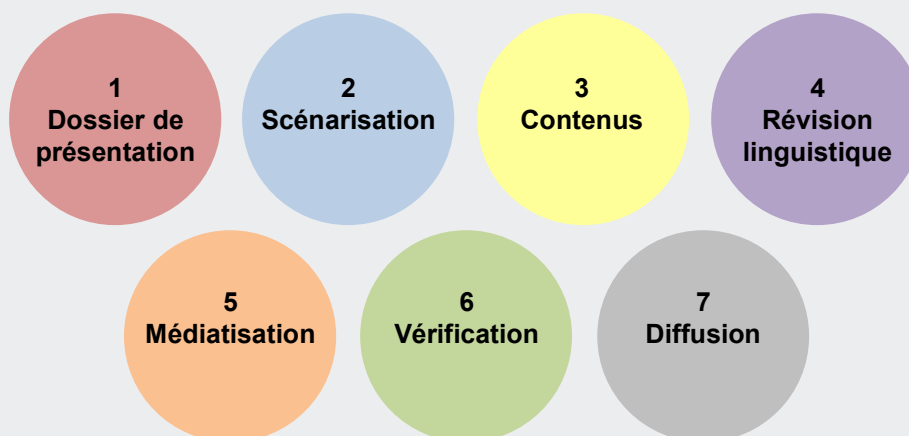 1
Dossier de
présentation
2
Scénarisation
3
Contenus
4
Révision
linguistique
5
Médiatisation
6
Vérification
7
Diffusion